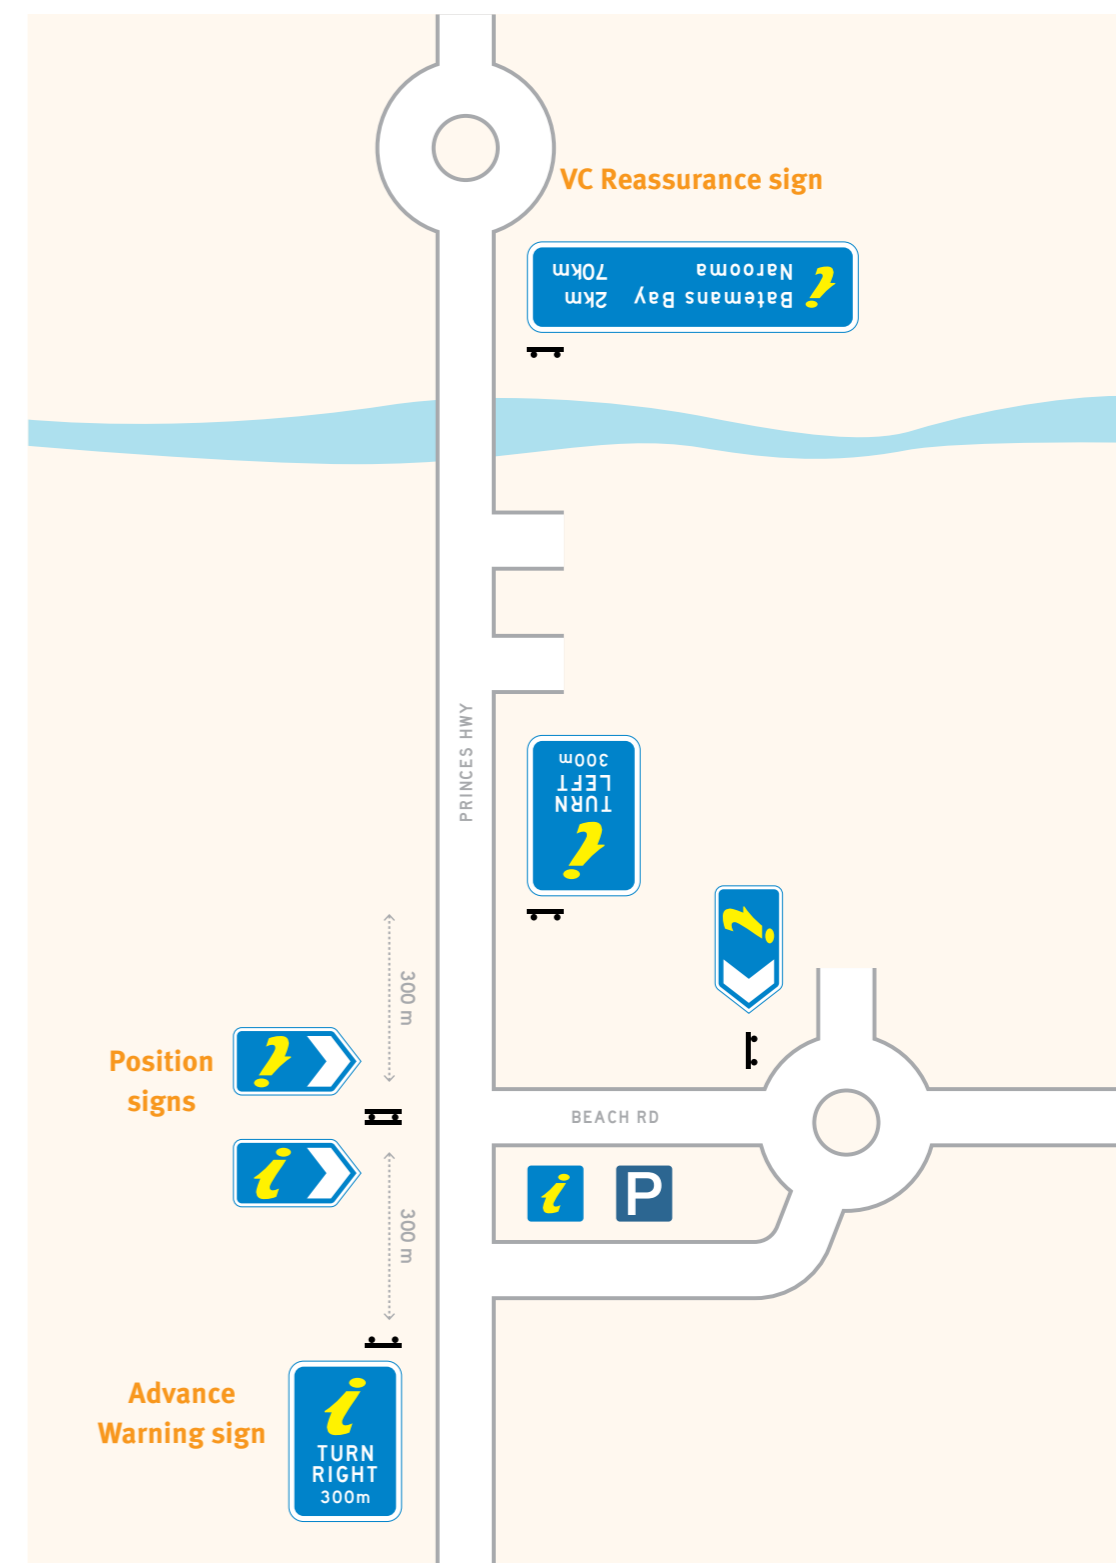 VC Reassurance sign
i Batemans Bay 2km
Narooma 70km
PRINCES HWY
i
TURN
LEFT
300m
i
300 m
Position
signs
i
i
BEACH RD
i P
300 m
Advance
Warning sign
i
TURN
RIGHT
300m